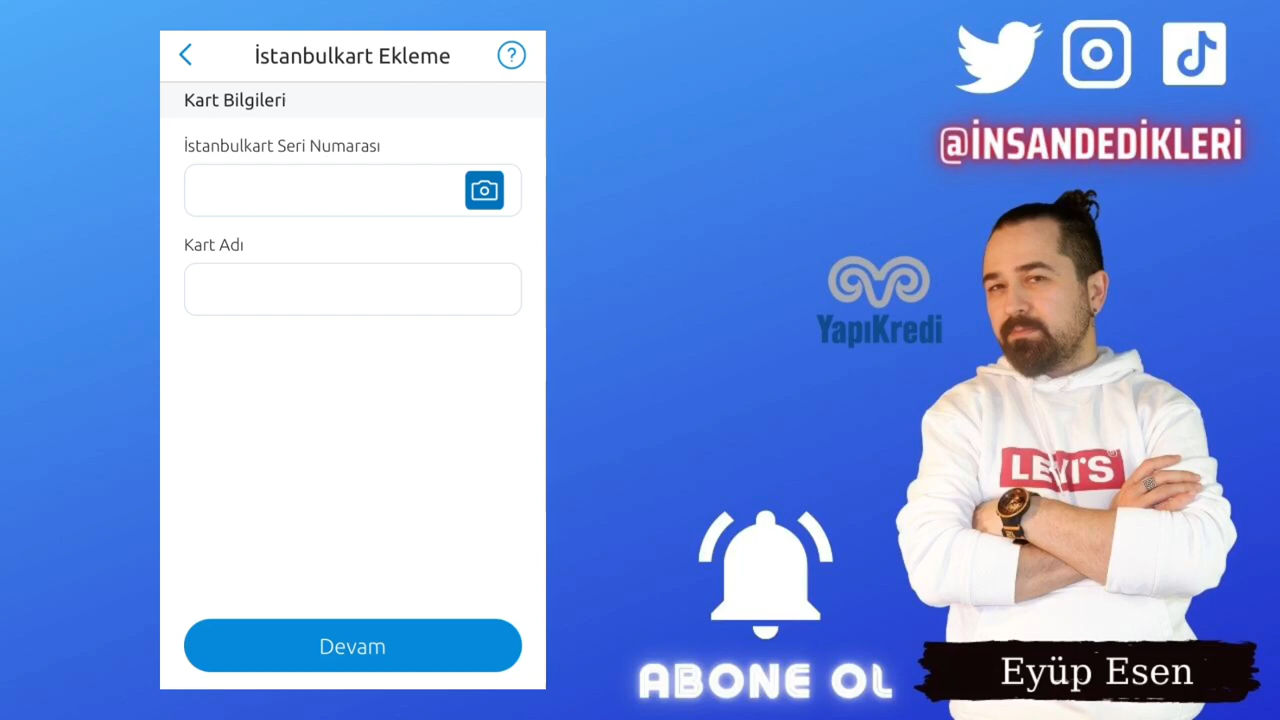 İstanbulkart Ekleme
?
Kart Bilgileri
İstanbulkart Seri Numarası
Kart Adı
Devam
@İNSANDEDİKLERİ
YapıKredi
LEVI'S
ABONE OL
Eyüp Esen